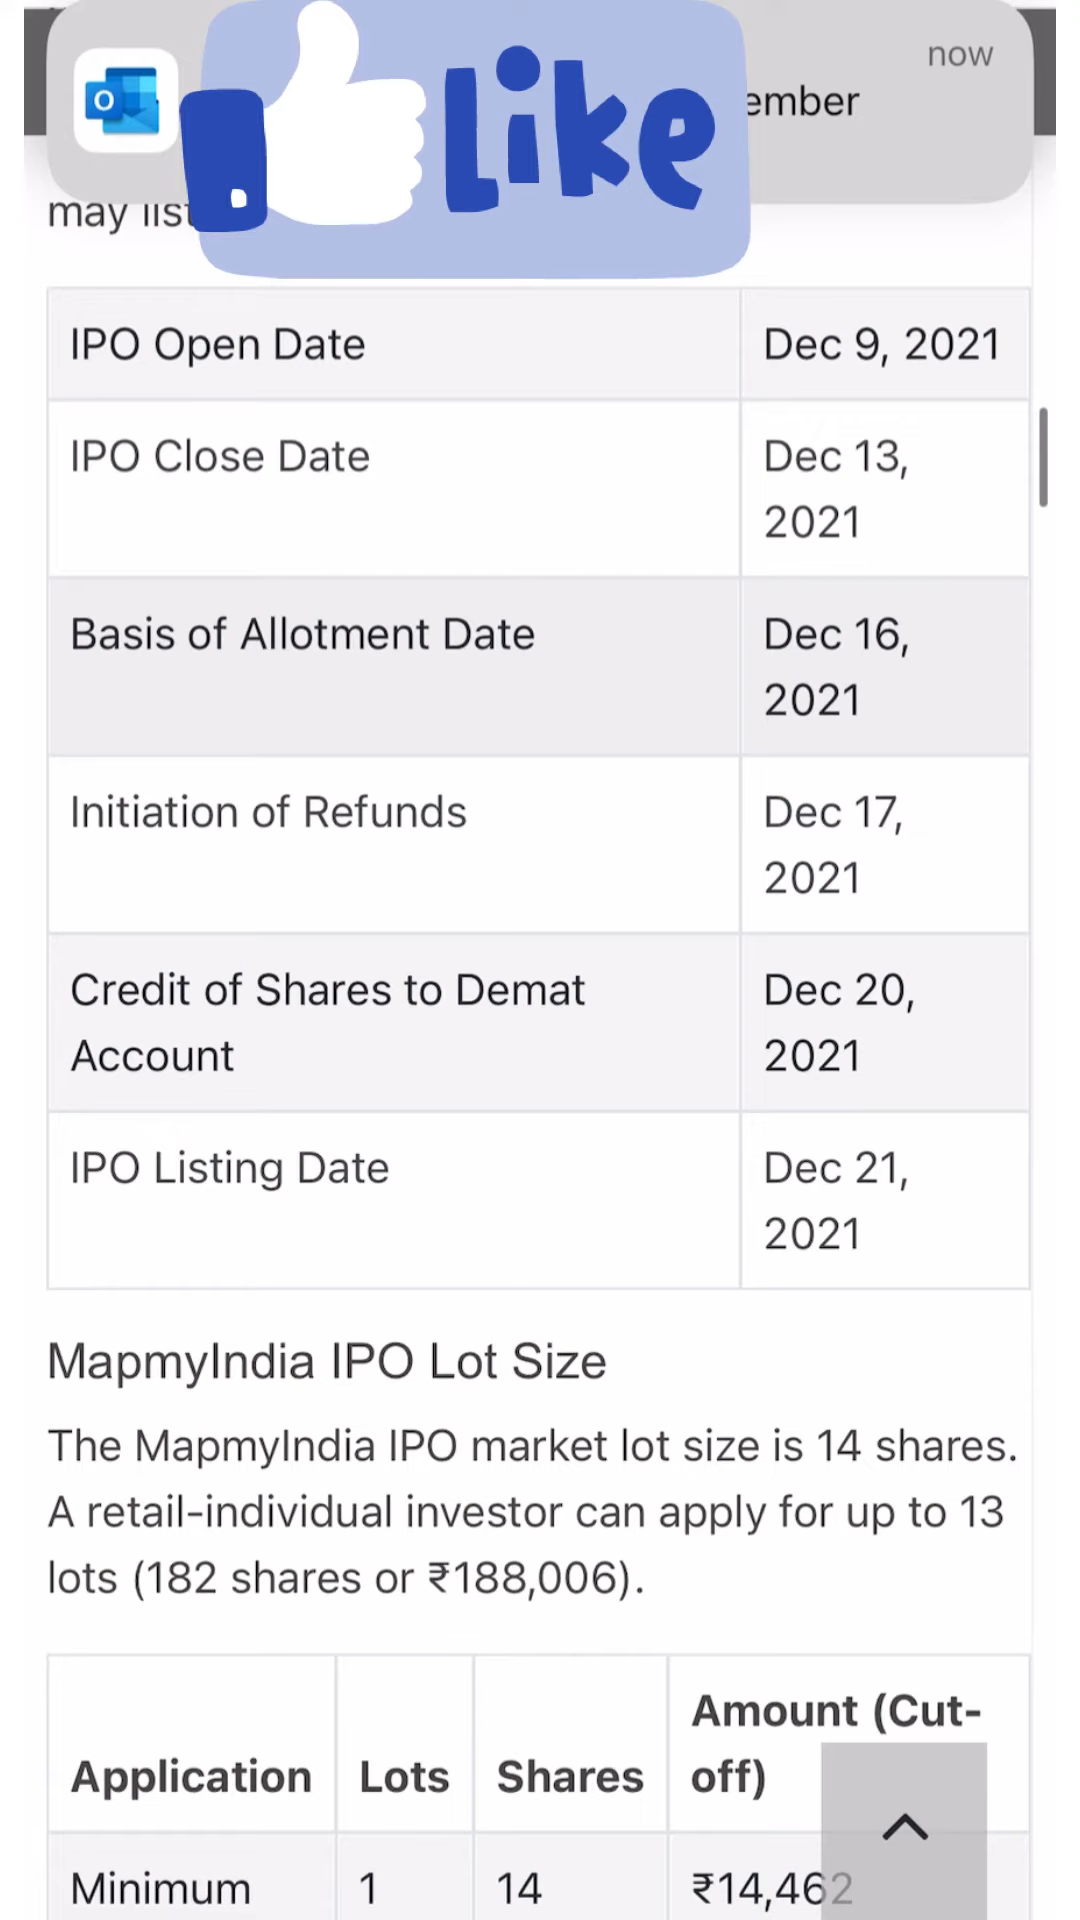 now
Like
ember
may list
IPO Open Date Dec 9, 2021
IPO Close Date Dec 13,
2021
Basis of Allotment Date Dec 16,
2021
Initiation of Refunds Dec 17,
2021
Credit of Shares to Demat Dec 20,
Account 2021
IPO Listing Date Dec 21,
2021
MapmyIndia IPO Lot Size
The MapmyIndia IPO market lot size is 14 shares.
A retail-individual investor can apply for up to 13
lots (182 shares or ₹188,006).
Amount (Cut-
Application Lots Shares off)
Minimum 1 14 ₹14,462